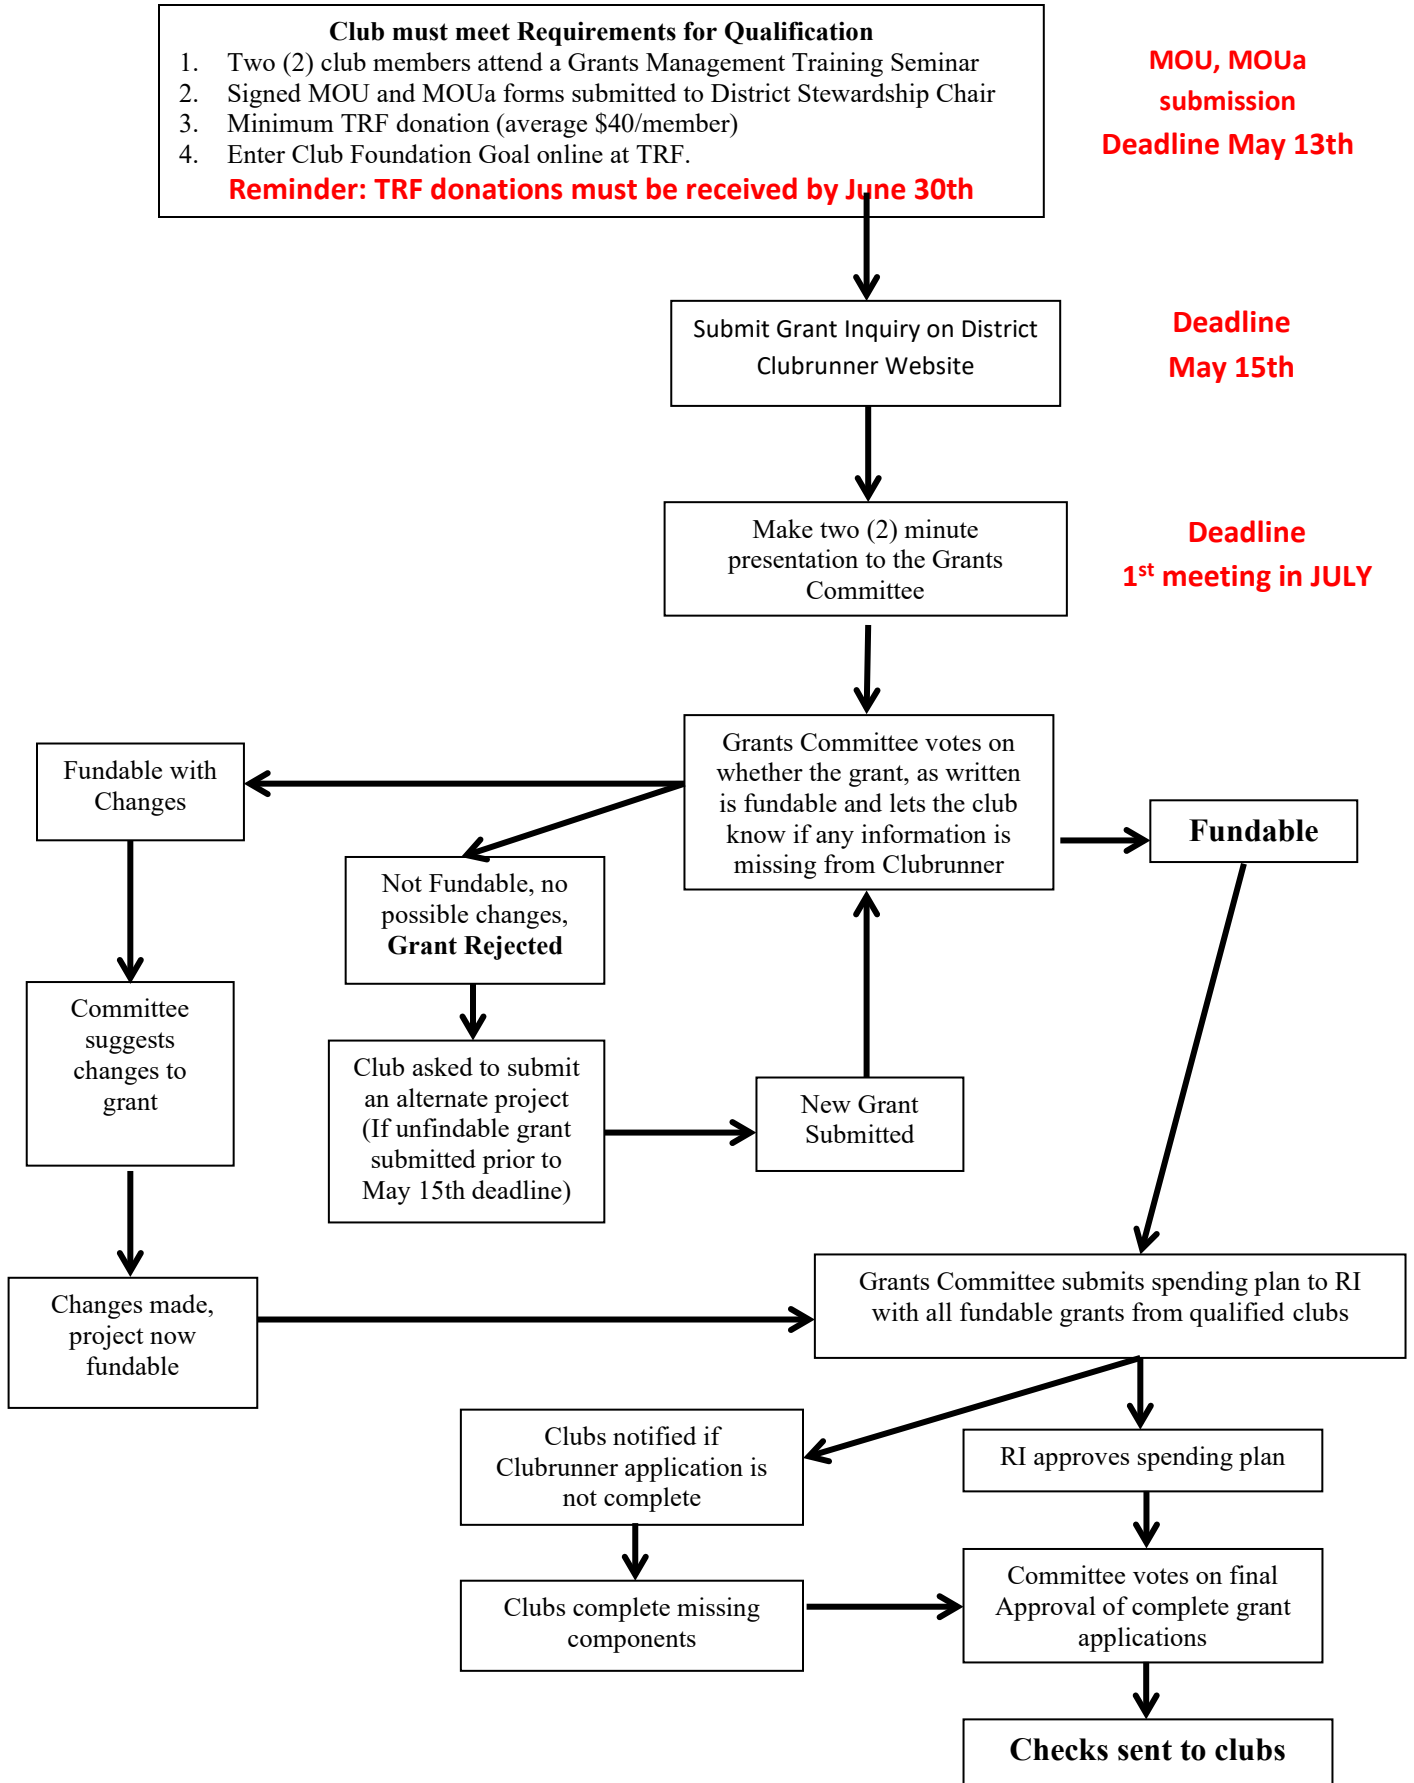 Club must meet Requirements for Qualification
1. Two (2) club members attend a Grants Management Training Seminar
2. Signed MOU and MOUa forms submitted to District Stewardship Chair
3. Minimum TRF donation (average $40/member)
4. Enter Club Foundation Goal online at TRF.
Reminder: TRF donations must be received by June 30th
MOU, MOUa
submission
Deadline May 13th
Submit Grant Inquiry on District
Clubrunner Website
Deadline
May 15th
Make two (2) minute
presentation to the Grants
Committee
Deadline
1st meeting in JULY
Grants Committee votes on
whether the grant, as written
is fundable and lets the club
know if any information is
missing from Clubrunner
Fundable with
Changes
Fundable
Not Fundable, no
possible changes,
Grant Rejected
Committee
suggests
changes to
grant
Club asked to submit
an alternate project
(If unfindable grant
submitted prior to
May 15th deadline)
New Grant
Submitted
Changes made,
project now
fundable
Grants Committee submits spending plan to RI
with all fundable grants from qualified clubs
Clubs notified if
Clubrunner application is
not complete
RI approves spending plan
Clubs complete missing
components
Committee votes on final
Approval of complete grant
applications
Checks sent to clubs